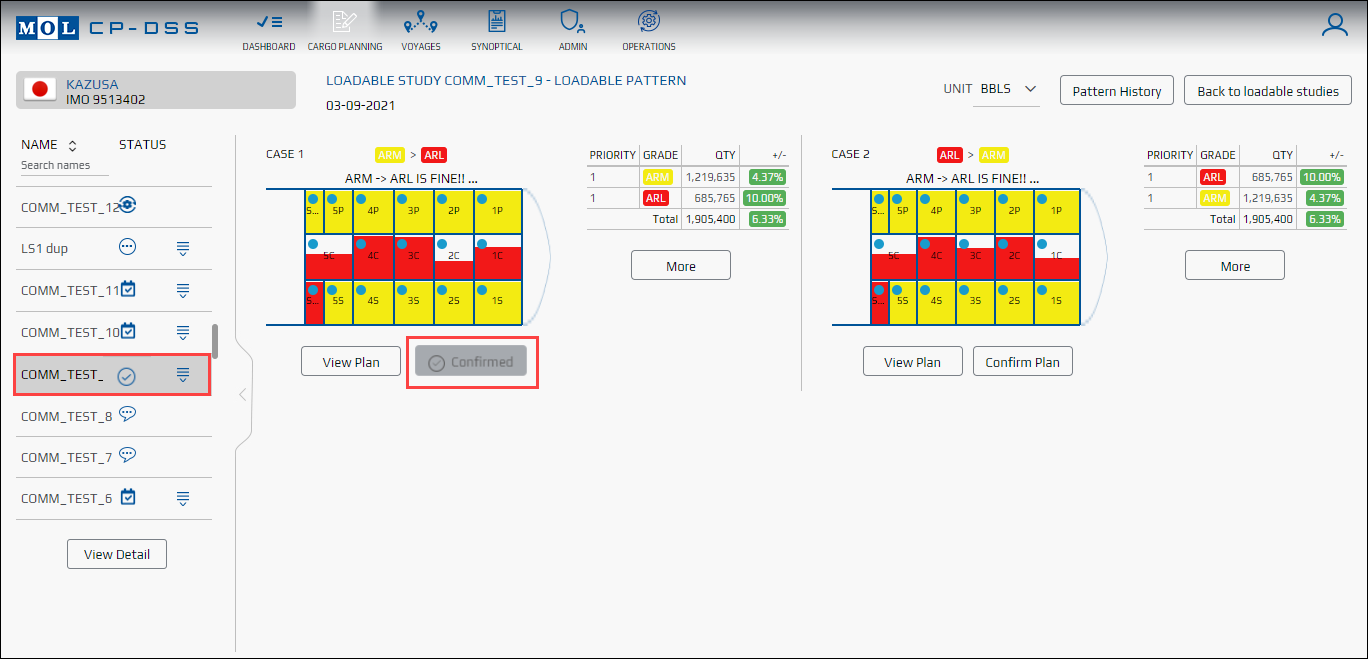 MOL CP-DSS
DASHBOARD CARGO PLANNING VOYAGES SYNOPTICAL ADMIN OPERATIONS
KAZUSA
IMO 9513402
LOADABLE STUDY COMM_TEST_9 - LOADABLE PATTERN
03-09-2021
UNIT BBLS
Pattern History
Back to loadable studies
NAME STATUS
Search names
COMM_TEST_12
LS1 dup
COMM_TEST_11
COMM_TEST_10
COMM_TEST_
COMM_TEST_8
COMM_TEST_7
COMM_TEST_6
View Detail
CASE 1 ARM > ARL
ARM -> ARL IS FINE!! ...
S... 5P 4P 3P 2P 1P
5C 4C 3C 2C 1C
S... 5S 4S 3S 2S 1S
View Plan Confirmed
PRIORITY GRADE QTY +/-
1 ARM 1,219,635 4.37%
1 ARL 685,765 10.00%
Total 1,905,400 6.33%
More
CASE 2 ARL > ARM
ARM -> ARL IS FINE!! ...
S... 5P 4P 3P 2P 1P
5C 4C 3C 2C 1C
S... 5S 4S 3S 2S 1S
View Plan Confirm Plan
PRIORITY GRADE QTY +/-
1 ARL 685,765 10.00%
1 ARM 1,219,635 4.37%
Total 1,905,400 6.33%
More